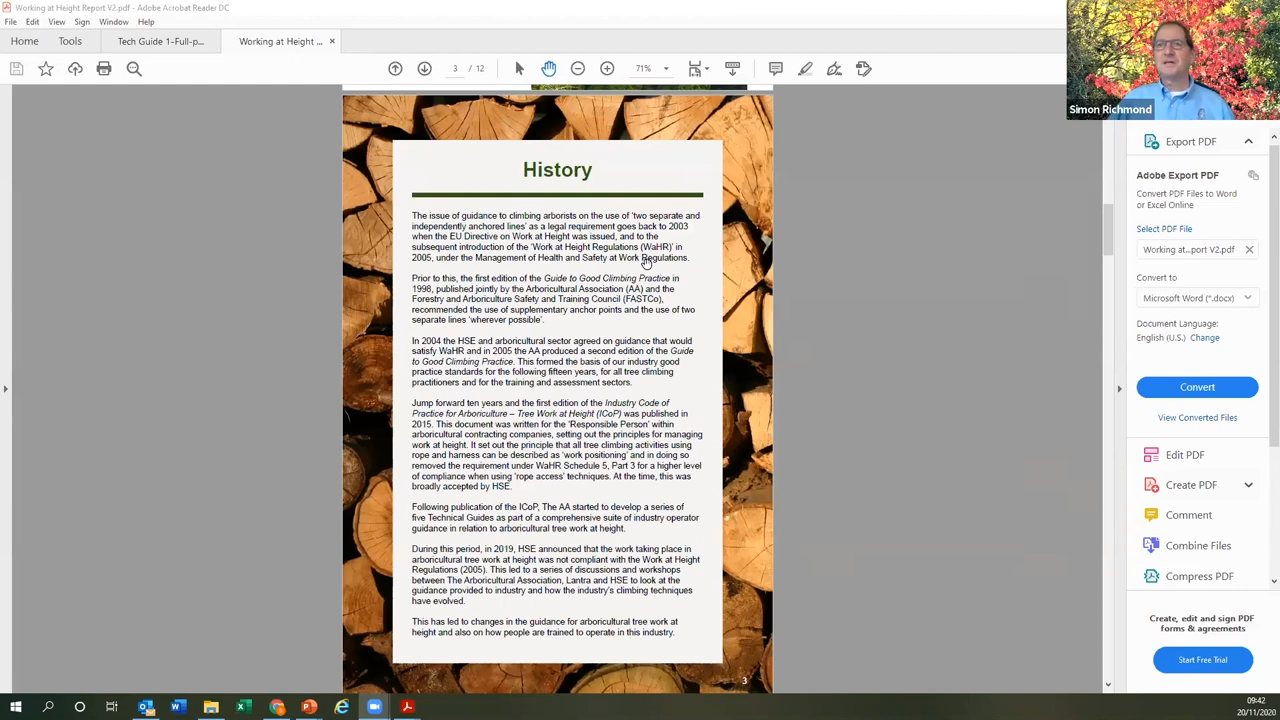 Working at Height Report V2.pdf - Adobe Acrobat Reader DC
File Edit View Sign Window Help
Home Tools Tech Guide 1-Full-p... Working at Height ... ×
3 / 12 71%
Simon Richmond
History
The issue of guidance to climbing arborists on the use of 'two separate and
independently anchored lines' as a legal requirement goes back to 2003
when the EU Directive on Work at Height was issued, and to the
subsequent introduction of the 'Work at Height Regulations (WaHR)' in
2005, under the Management of Health and Safety at Work Regulations.
Prior to this, the first edition of the Guide to Good Climbing Practice in
1998, published jointly by the Arboricultural Association (AA) and the
Forestry and Arboriculture Safety and Training Council (FASTCo),
recommended the use of supplementary anchor points and the use of two
separate lines 'wherever possible'.
In 2004 the HSE and arboricultural sector agreed on guidance that would
satisfy WaHR and in 2005 the AA produced a second edition of the Guide
to Good Climbing Practice. This formed the basis of our industry good
practice standards for the following fifteen years, for all tree climbing
practitioners and for the training and assessment sectors.
Jump forward ten years and the first edition of the Industry Code of
Practice for Arboriculture – Tree Work at Height (ICoP) was published in
2015. This document was written for the 'Responsible Person' within
arboricultural contracting companies, setting out the principles for managing
work at height. It set out the principle that all tree climbing activities using
rope and harness can be described as 'work positioning' and in doing so
removed the requirement under WaHR Schedule 5, Part 3 for a higher level
of compliance when using 'rope access' techniques. At the time, this was
broadly accepted by HSE.
Following publication of the ICoP, The AA started to develop a series of
five Technical Guides as part of a comprehensive suite of industry operator
guidance in relation to arboricultural tree work at height.
During this period, in 2019, HSE announced that the work taking place in
arboricultural tree work at height was not compliant with the Work at Height
Regulations (2005). This led to a series of discussions and workshops
between The Arboricultural Association, Lantra and HSE to look at the
guidance provided to industry and how the industry's climbing techniques
have evolved.
This has led to changes in the guidance for arboricultural tree work at
height and also on how people are trained to operate in this industry.
3
Export PDF
Adobe Export PDF
Convert PDF Files to Word
or Excel Online
Select PDF File
Working at...port V2.pdf
Convert to
Microsoft Word (*.docx)
Document Language:
English (U.S.) Change
Convert
View Converted Files
Edit PDF
Create PDF
Comment
Combine Files
Compress PDF
Create, edit and sign PDF
forms & agreements
Start Free Trial
09:42
20/11/2020